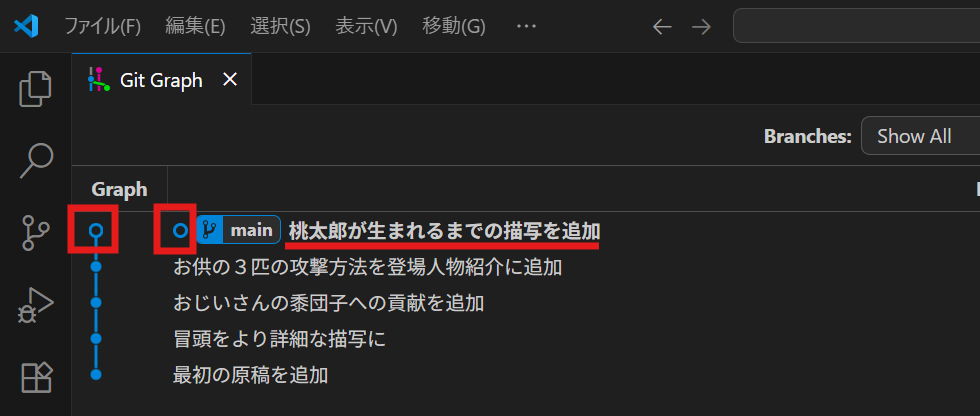 ファイル(F) 編集(E) 選択(S) 表示(V) 移動(G) …
Git Graph
Branches: Show All
Graph
main 桃太郎が生まれるまでの描写を追加
お供の３匹の攻撃方法を登場人物紹介に追加
おじいさんの黍団子への貢献を追加
冒頭をより詳細な描写に
最初の原稿を追加